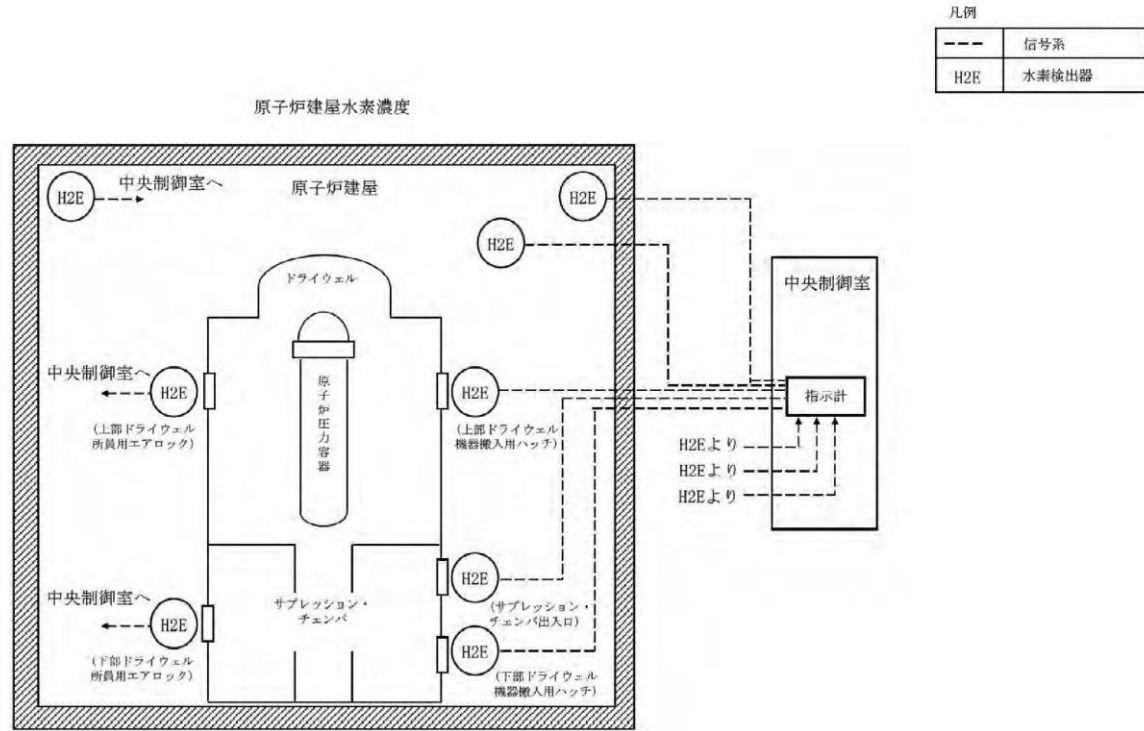 凡例
信号系
H2E
水素検出器
原子炉建屋水素濃度
H2E
中央制御室へ
原子炉建屋
H2E
H2E
ドライウェル
中央制御室
原子炉圧力容器
中央制御室へ
H2E
(上部ドライウェル
所員用エアロック)
H2E
(上部ドライウェル
機器搬入用ハッチ)
指示計
H2Eより
H2Eより
H2Eより
H2E
(サプレッション・
チェンバ出入口)
中央制御室へ
H2E
(下部ドライウェル
所員用エアロック)
サプレッション・
チェンバ
H2E
(下部ドライウェル
機器搬入用ハッチ)